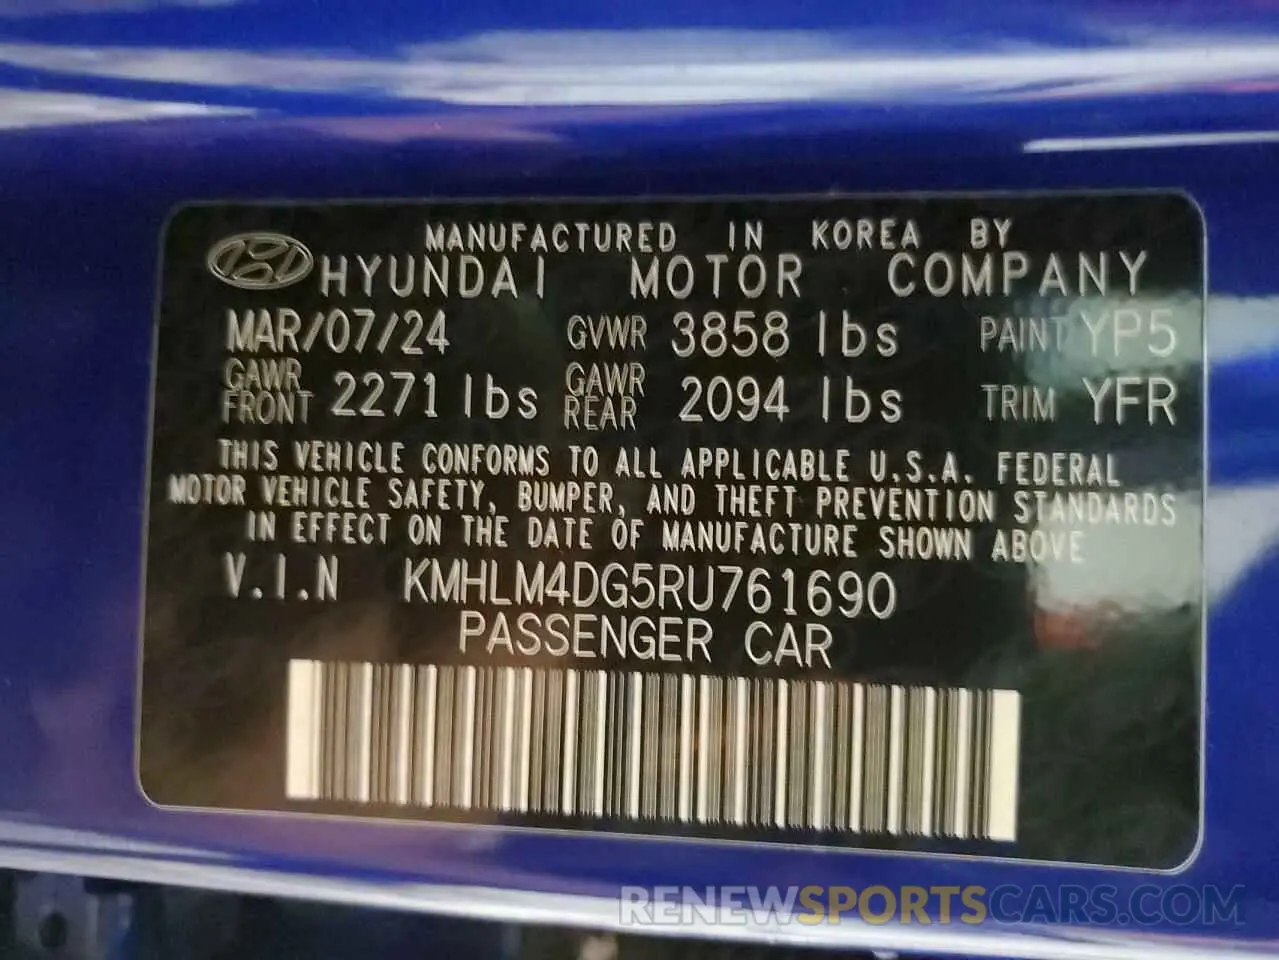 MANUFACTURED IN KOREA BY
HYUNDAI MOTOR COMPANY
MAR/07/24 GVWR 3858 lbs PAINT YP5
GAWR FRONT 2271 lbs GAWR REAR 2094 lbs TRIM YFR
THIS VEHICLE CONFORMS TO ALL APPLICABLE U.S.A. FEDERAL
MOTOR VEHICLE SAFETY, BUMPER, AND THEFT PREVENTION STANDARDS
IN EFFECT ON THE DATE OF MANUFACTURE SHOWN ABOVE
V.I.N KMHLM4DG5RU761690
PASSENGER CAR
RENEWSPORTSCARS.COM